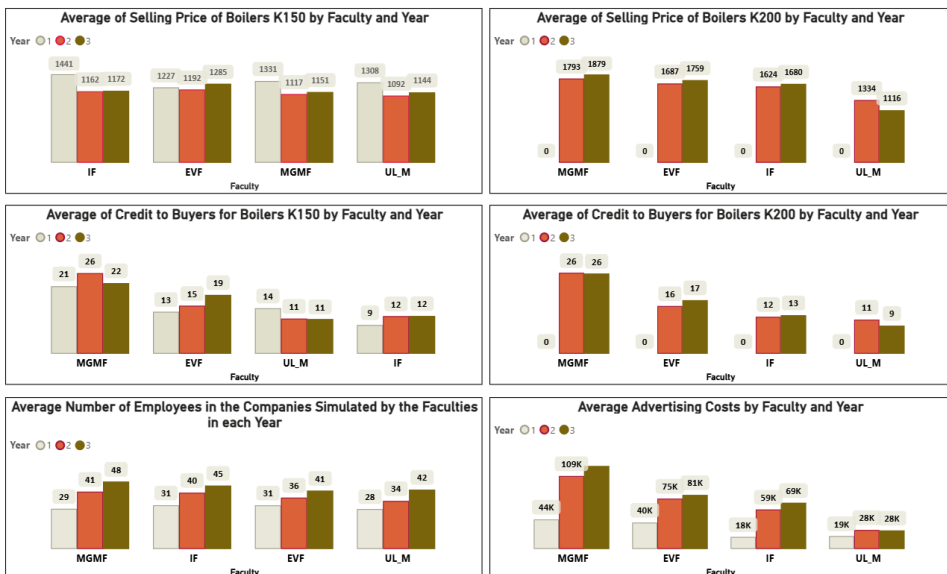 Average of Selling Price of Boilers K150 by Faculty and Year
Year 1 2 3
1441 1162 1172 1227 1192 1285 1331 1117 1151 1308 1092 1144
IF EVF MGMF UL_M
Faculty
Average of Selling Price of Boilers K200 by Faculty and Year
Year 1 2 3
0 1793 1879 0 1687 1759 0 1624 1680 0 1334 1116
MGMF EVF IF UL_M
Faculty
Average of Credit to Buyers for Boilers K150 by Faculty and Year
Year 1 2 3
21 26 22 13 15 19 14 11 11 9 12 12
MGMF EVF UL_M IF
Faculty
Average of Credit to Buyers for Boilers K200 by Faculty and Year
Year 1 2 3
0 26 26 0 16 17 0 12 13 0 11 9
MGMF EVF IF UL_M
Faculty
Average Number of Employees in the Companies Simulated by the Faculties
in each Year
Year 1 2 3
29 41 48 31 40 45 31 36 41 28 34 42
MGMF IF EVF UL_M
Faculty
Average Advertising Costs by Faculty and Year
Year 1 2 3
44K 109K 40K 75K 81K 18K 59K 69K 19K 28K 28K
MGMF EVF IF UL_M
Faculty